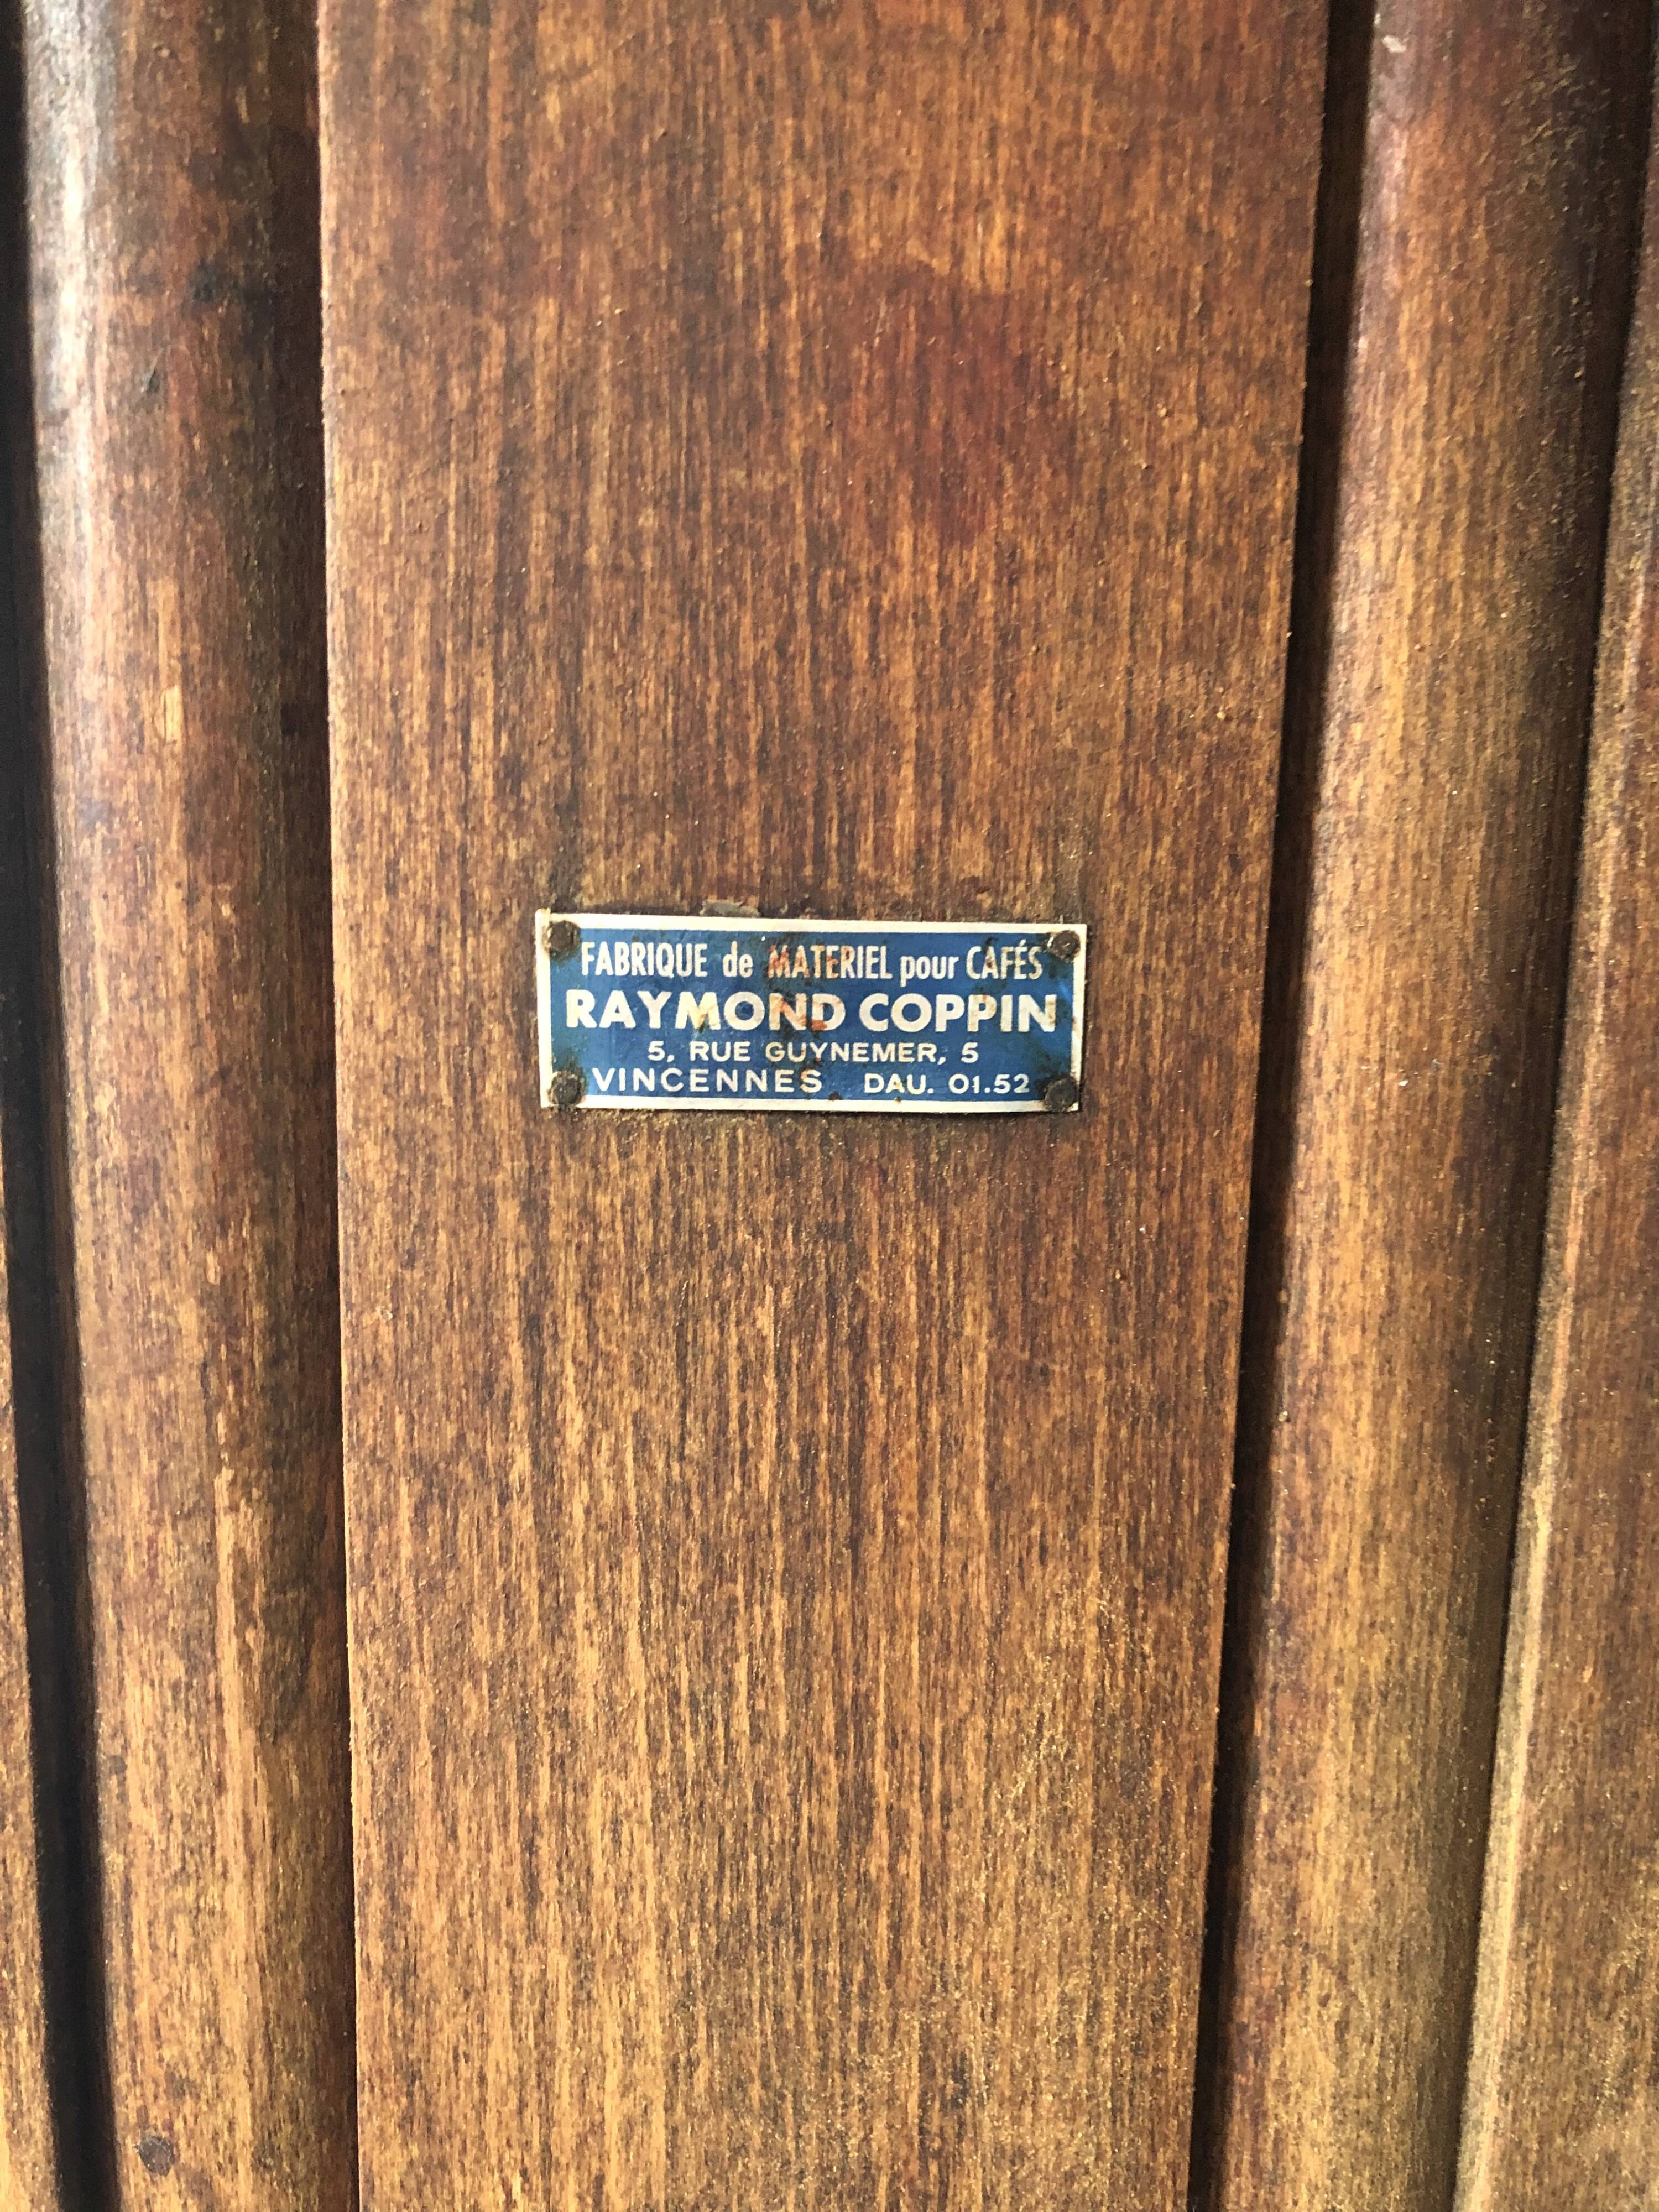 FABRIQUE de MATERIEL pour CAFÉS
RAYMOND COPPIN
5, RUE GUYNEMER, 5
VINCENNES DAU. 01.52